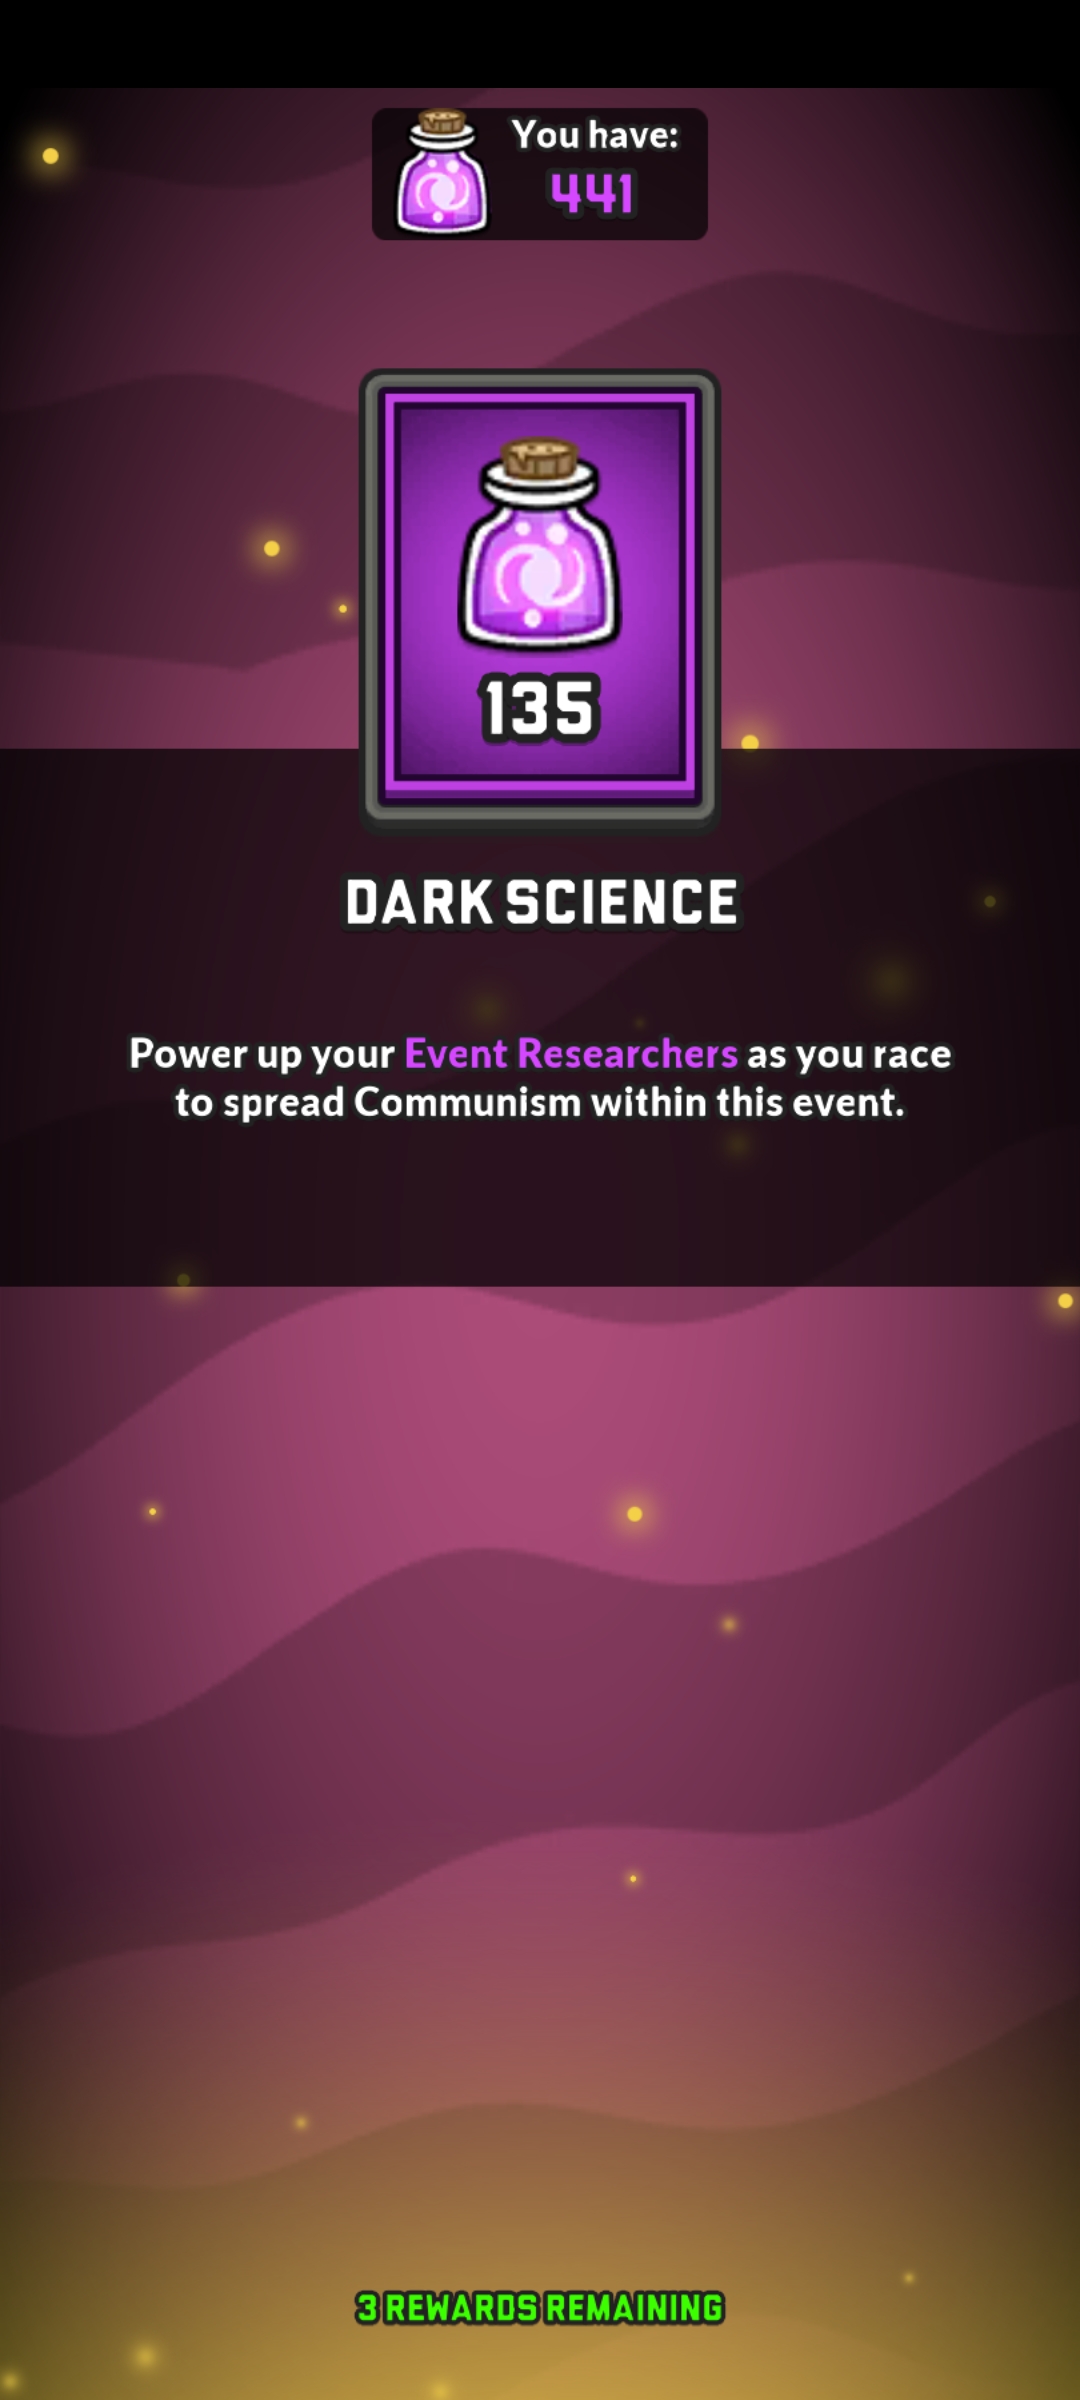 You have:
441
135
DARK SCIENCE
Power up your Event Researchers as you race
to spread Communism within this event.
3 REWARDS REMAINING